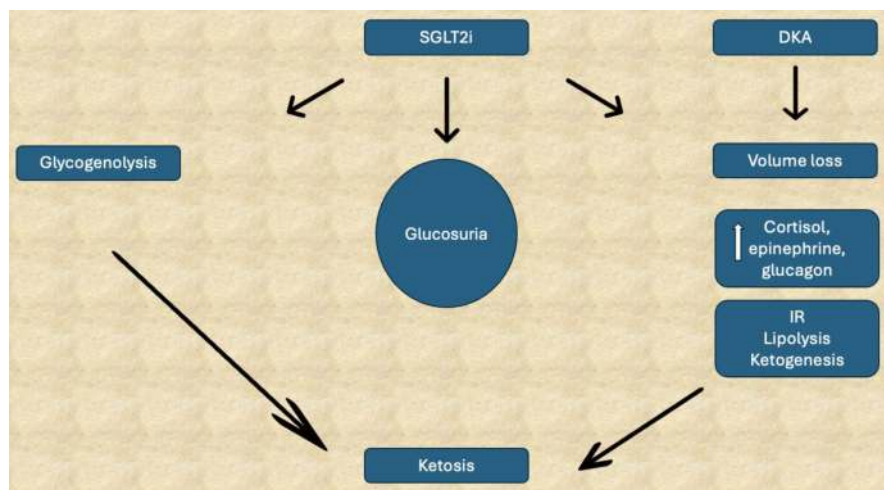 SGLT2i
DKA
Glycogenolysis
Volume loss
Glucosuria
Cortisol,
epinephrine,
glucagon
IR
Lipolysis
Ketogenesis
Ketosis